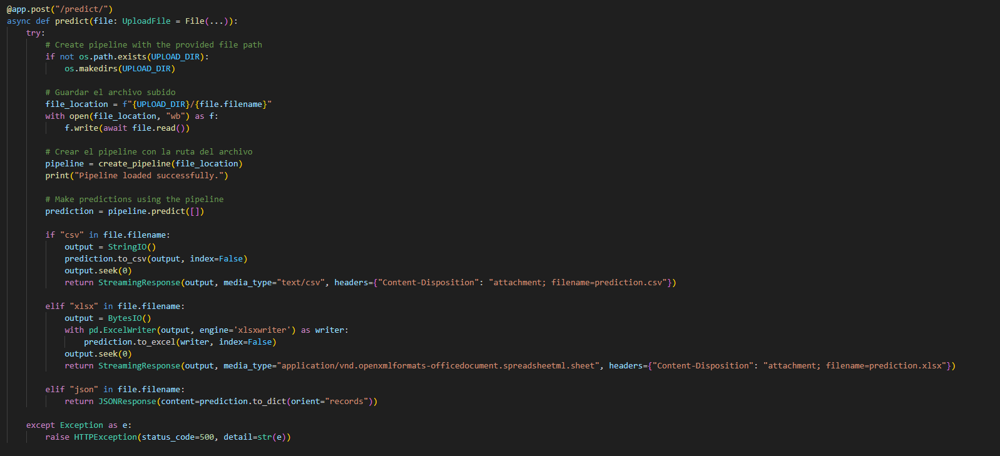 @app.post("/predict/")
async def predict(file: UploadFile = File(...)):
    try:
        # Create pipeline with the provided file path
        if not os.path.exists(UPLOAD_DIR):
            os.makedirs(UPLOAD_DIR)

        # Guardar el archivo subido
        file_location = f"{UPLOAD_DIR}/{file.filename}"
        with open(file_location, "wb") as f:
            f.write(await file.read())

        # Crear el pipeline con la ruta del archivo
        pipeline = create_pipeline(file_location)
        print("Pipeline loaded successfully.")

        # Make predictions using the pipeline
        prediction = pipeline.predict([])

        if "csv" in file.filename:
            output = StringIO()
            prediction.to_csv(output, index=False)
            output.seek(0)
            return StreamingResponse(output, media_type="text/csv", headers={"Content-Disposition": "attachment; filename=prediction.csv"})

        elif "xlsx" in file.filename:
            output = BytesIO()
            with pd.ExcelWriter(output, engine='xlsxwriter') as writer:
                prediction.to_excel(writer, index=False)
            output.seek(0)
            return StreamingResponse(output, media_type="application/vnd.openxmlformats-officedocument.spreadsheetml.sheet", headers={"Content-Disposition": "attachment; filename=prediction.xlsx"})

        elif "json" in file.filename:
            return JSONResponse(content=prediction.to_dict(orient="records"))

    except Exception as e:
        raise HTTPException(status_code=500, detail=str(e))